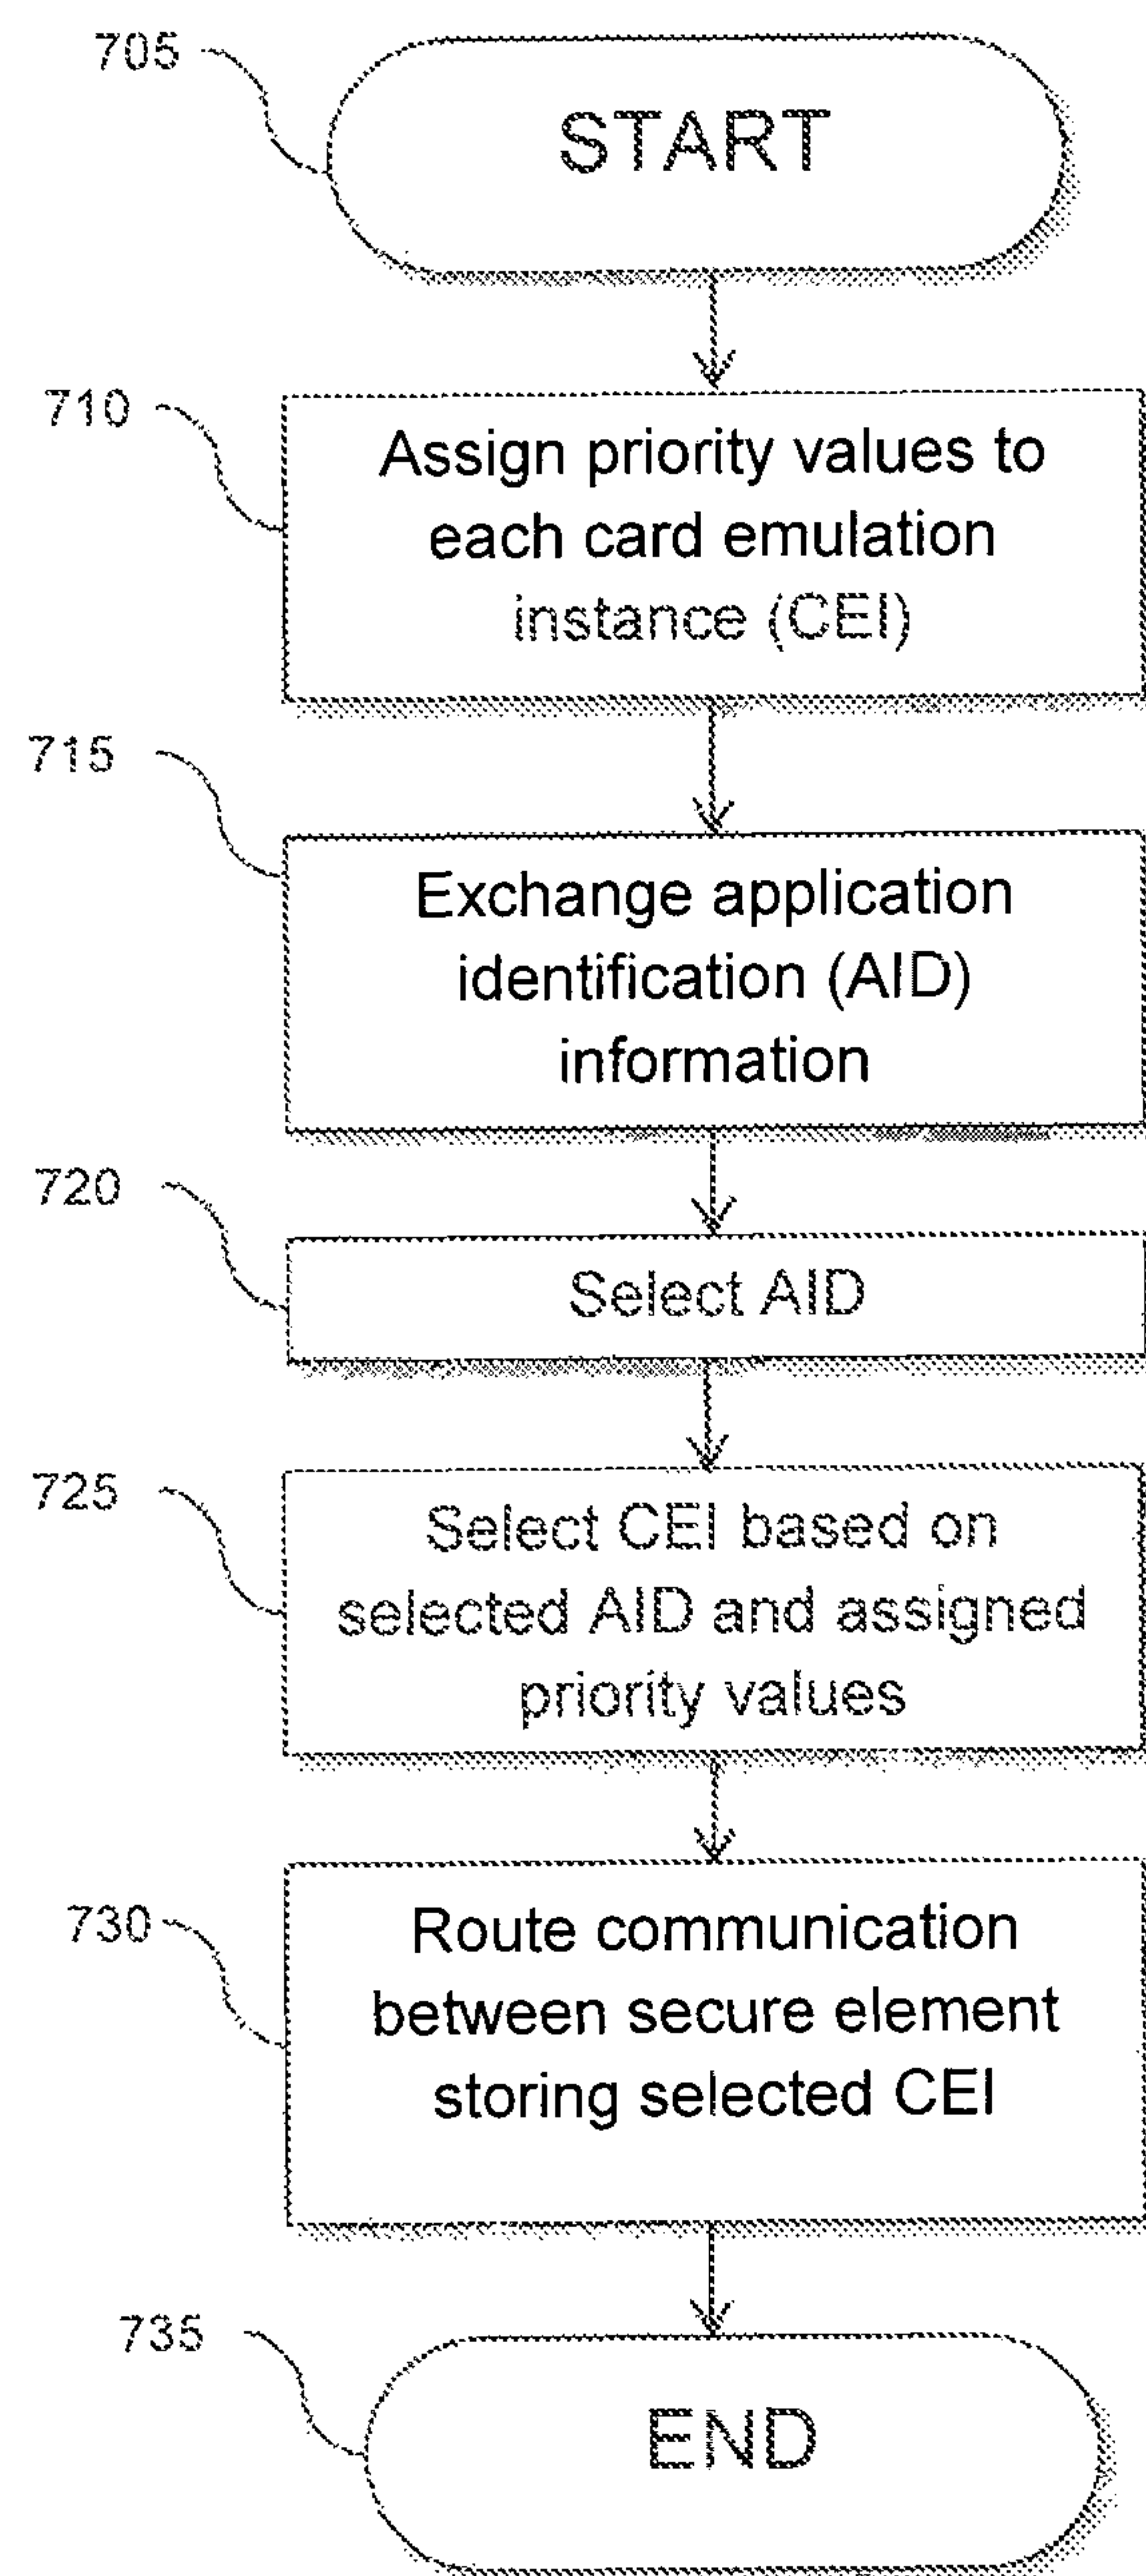 705
START
710
Assign priority values to
each card emulation
instance (CEI)
715
Exchange application
identification (AID)
information
720
Select AID
725
Select CEI based on
selected AID and assigned
priority values
730
Route communication
between secure element
storing selected CEI
735
END